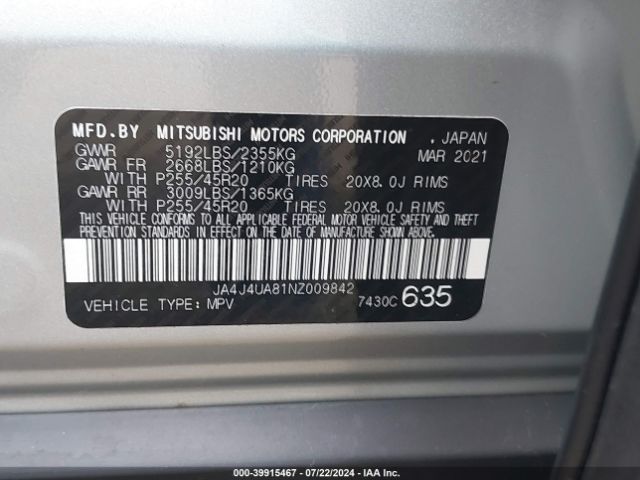 MFD.BY MITSUBISHI MOTORS CORPORATION . JAPAN
GVWR 5192LBS/2355KG MAR 2021
GAWR FR 2668LBS/1210KG
WITH P255/45R20 TIRES 20X8.0J RIMS
GAWR RR 3009LBS/1365KG
WITH P255/45R20 TIRES 20X8.0J RIMS
THIS VEHICLE CONFORMS TO ALL APPLICABLE FEDERAL MOTOR VEHICLE SAFETY AND
THEFT PREVENTION STANDARDS IN EFFECT ON THE DATE OF MANUFACTURE SHOWN ABOVE.
JA4J4UA81NZ009842
VEHICLE TYPE: MPV 7430C 635
000-39915467 - 07/22/2024 - IAAI.com